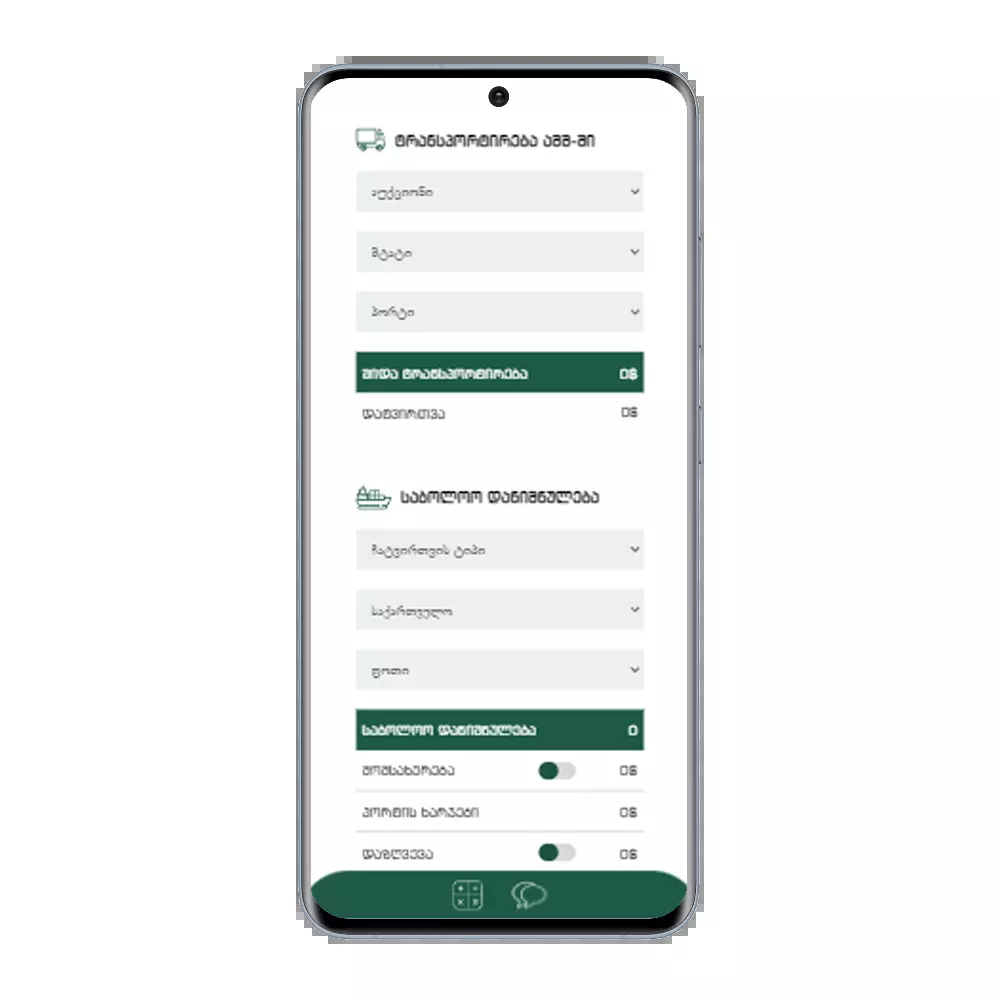 ტრანსპორტირება აშშ-ში
აუქციონი
შტატი
პორტი
შიდა ტრანსპორტირება 0$
დატვირთვა 0$
საბოლოო დანიშნულება
ჩატვირთვის ტიპი
საქართველო
ფოთი
საბოლოო დანიშნულება 0
მომსახურება 0$
პორტის ხარჯები 0$
დაზღვევა 0$